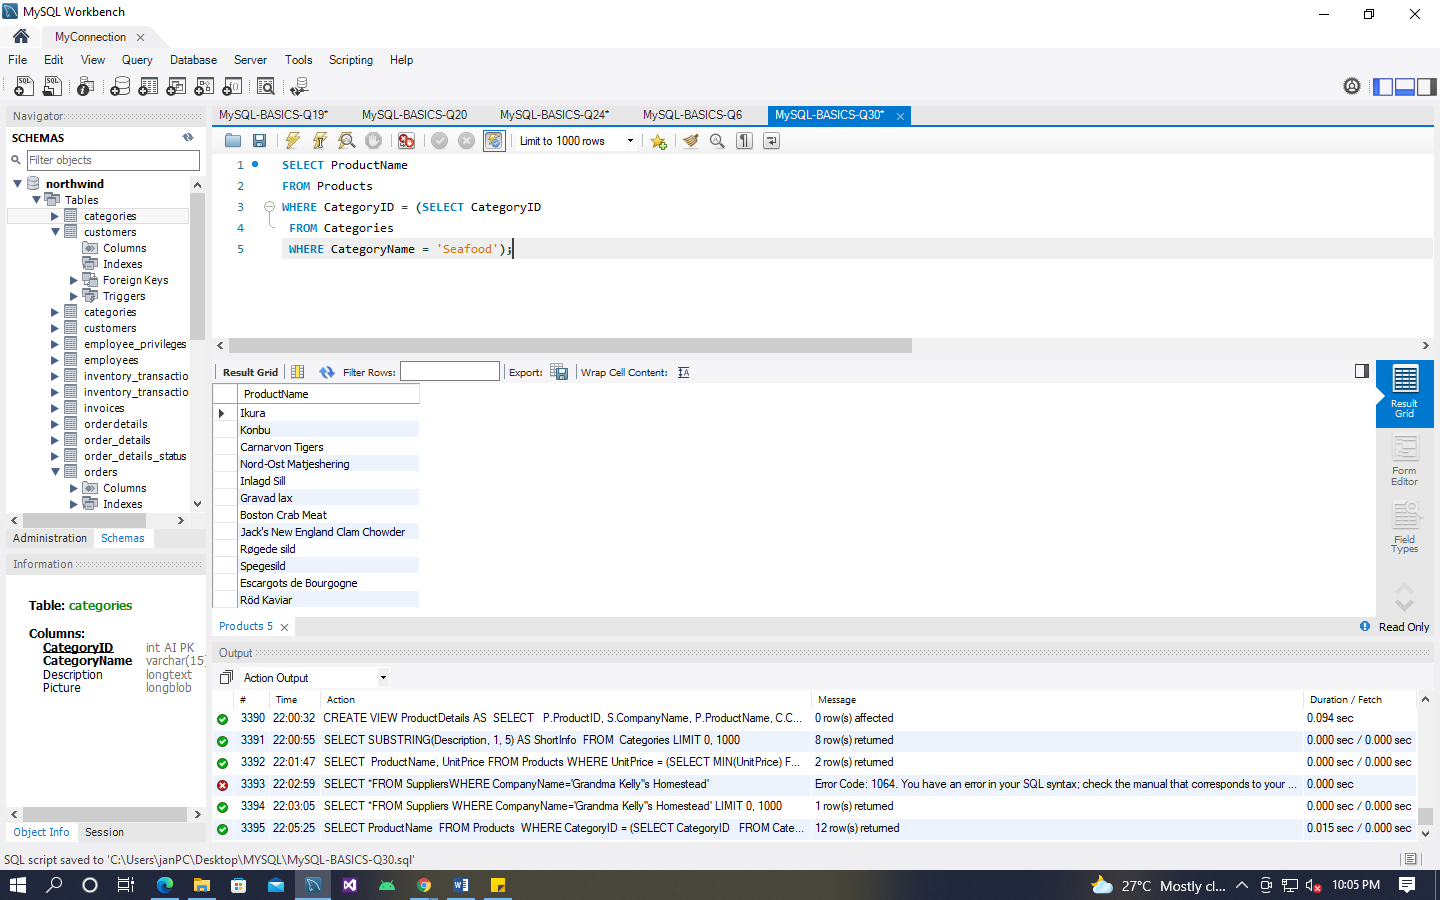 MySQL Workbench
MyConnection
File Edit View Query Database Server Tools Scripting Help
Navigator
SCHEMAS
Filter objects
northwind
Tables
categories
customers
Columns
Indexes
Foreign Keys
Triggers
categories
customers
employee_privileges
employees
inventory_transactio
inventory_transactio
invoices
orderdetails
order_details
order_details_status
orders
Columns
Indexes
Administration Schemas
Information
Table: categories
Columns:
CategoryID int AI PK
CategoryName varchar(15)
Description longtext
Picture longblob
Object Info Session
MySQL-BASICS-Q19* MySQL-BASICS-Q20 MySQL-BASICS-Q24* MySQL-BASICS-Q6 MySQL-BASICS-Q30*
Limit to 1000 rows
1 SELECT ProductName
2 FROM Products
3 WHERE CategoryID = (SELECT CategoryID
4 FROM Categories
5 WHERE CategoryName = 'Seafood');
Result Grid Filter Rows: Export: Wrap Cell Content:
ProductName
Ikura
Konbu
Carnarvon Tigers
Nord-Ost Matjeshering
Inlagd Sill
Gravad lax
Boston Crab Meat
Jack's New England Clam Chowder
Røgede sild
Spegesild
Escargots de Bourgogne
Röd Kaviar
Result Grid
Form Editor
Field Types
Products 5
Read Only
Output
Action Output
# Time Action Message Duration / Fetch
3390 22:00:32 CREATE VIEW ProductDetails AS SELECT P.ProductID, S.CompanyName, P.ProductName, C.C... 0 row(s) affected 0.094 sec
3391 22:00:55 SELECT SUBSTRING(Description, 1, 5) AS ShortInfo FROM Categories LIMIT 0, 1000 8 row(s) returned 0.000 sec / 0.000 sec
3392 22:01:47 SELECT ProductName, UnitPrice FROM Products WHERE UnitPrice = (SELECT MIN(UnitPrice) F... 2 row(s) returned 0.000 sec / 0.000 sec
3393 22:02:59 SELECT *FROM SuppliersWHERE CompanyName='Grandma Kelly''s Homestead' Error Code: 1064. You have an error in your SQL syntax; check the manual that corresponds to your ... 0.000 sec
3394 22:03:05 SELECT *FROM Suppliers WHERE CompanyName='Grandma Kelly''s Homestead' LIMIT 0, 1000 1 row(s) returned 0.000 sec / 0.000 sec
3395 22:05:25 SELECT ProductName FROM Products WHERE CategoryID = (SELECT CategoryID FROM Cate... 12 row(s) returned 0.015 sec / 0.000 sec
SQL script saved to 'C:\Users\janPC\Desktop\MYSQL\MySQL-BASICS-Q30.sql'
27°C Mostly cl... 10:05 PM